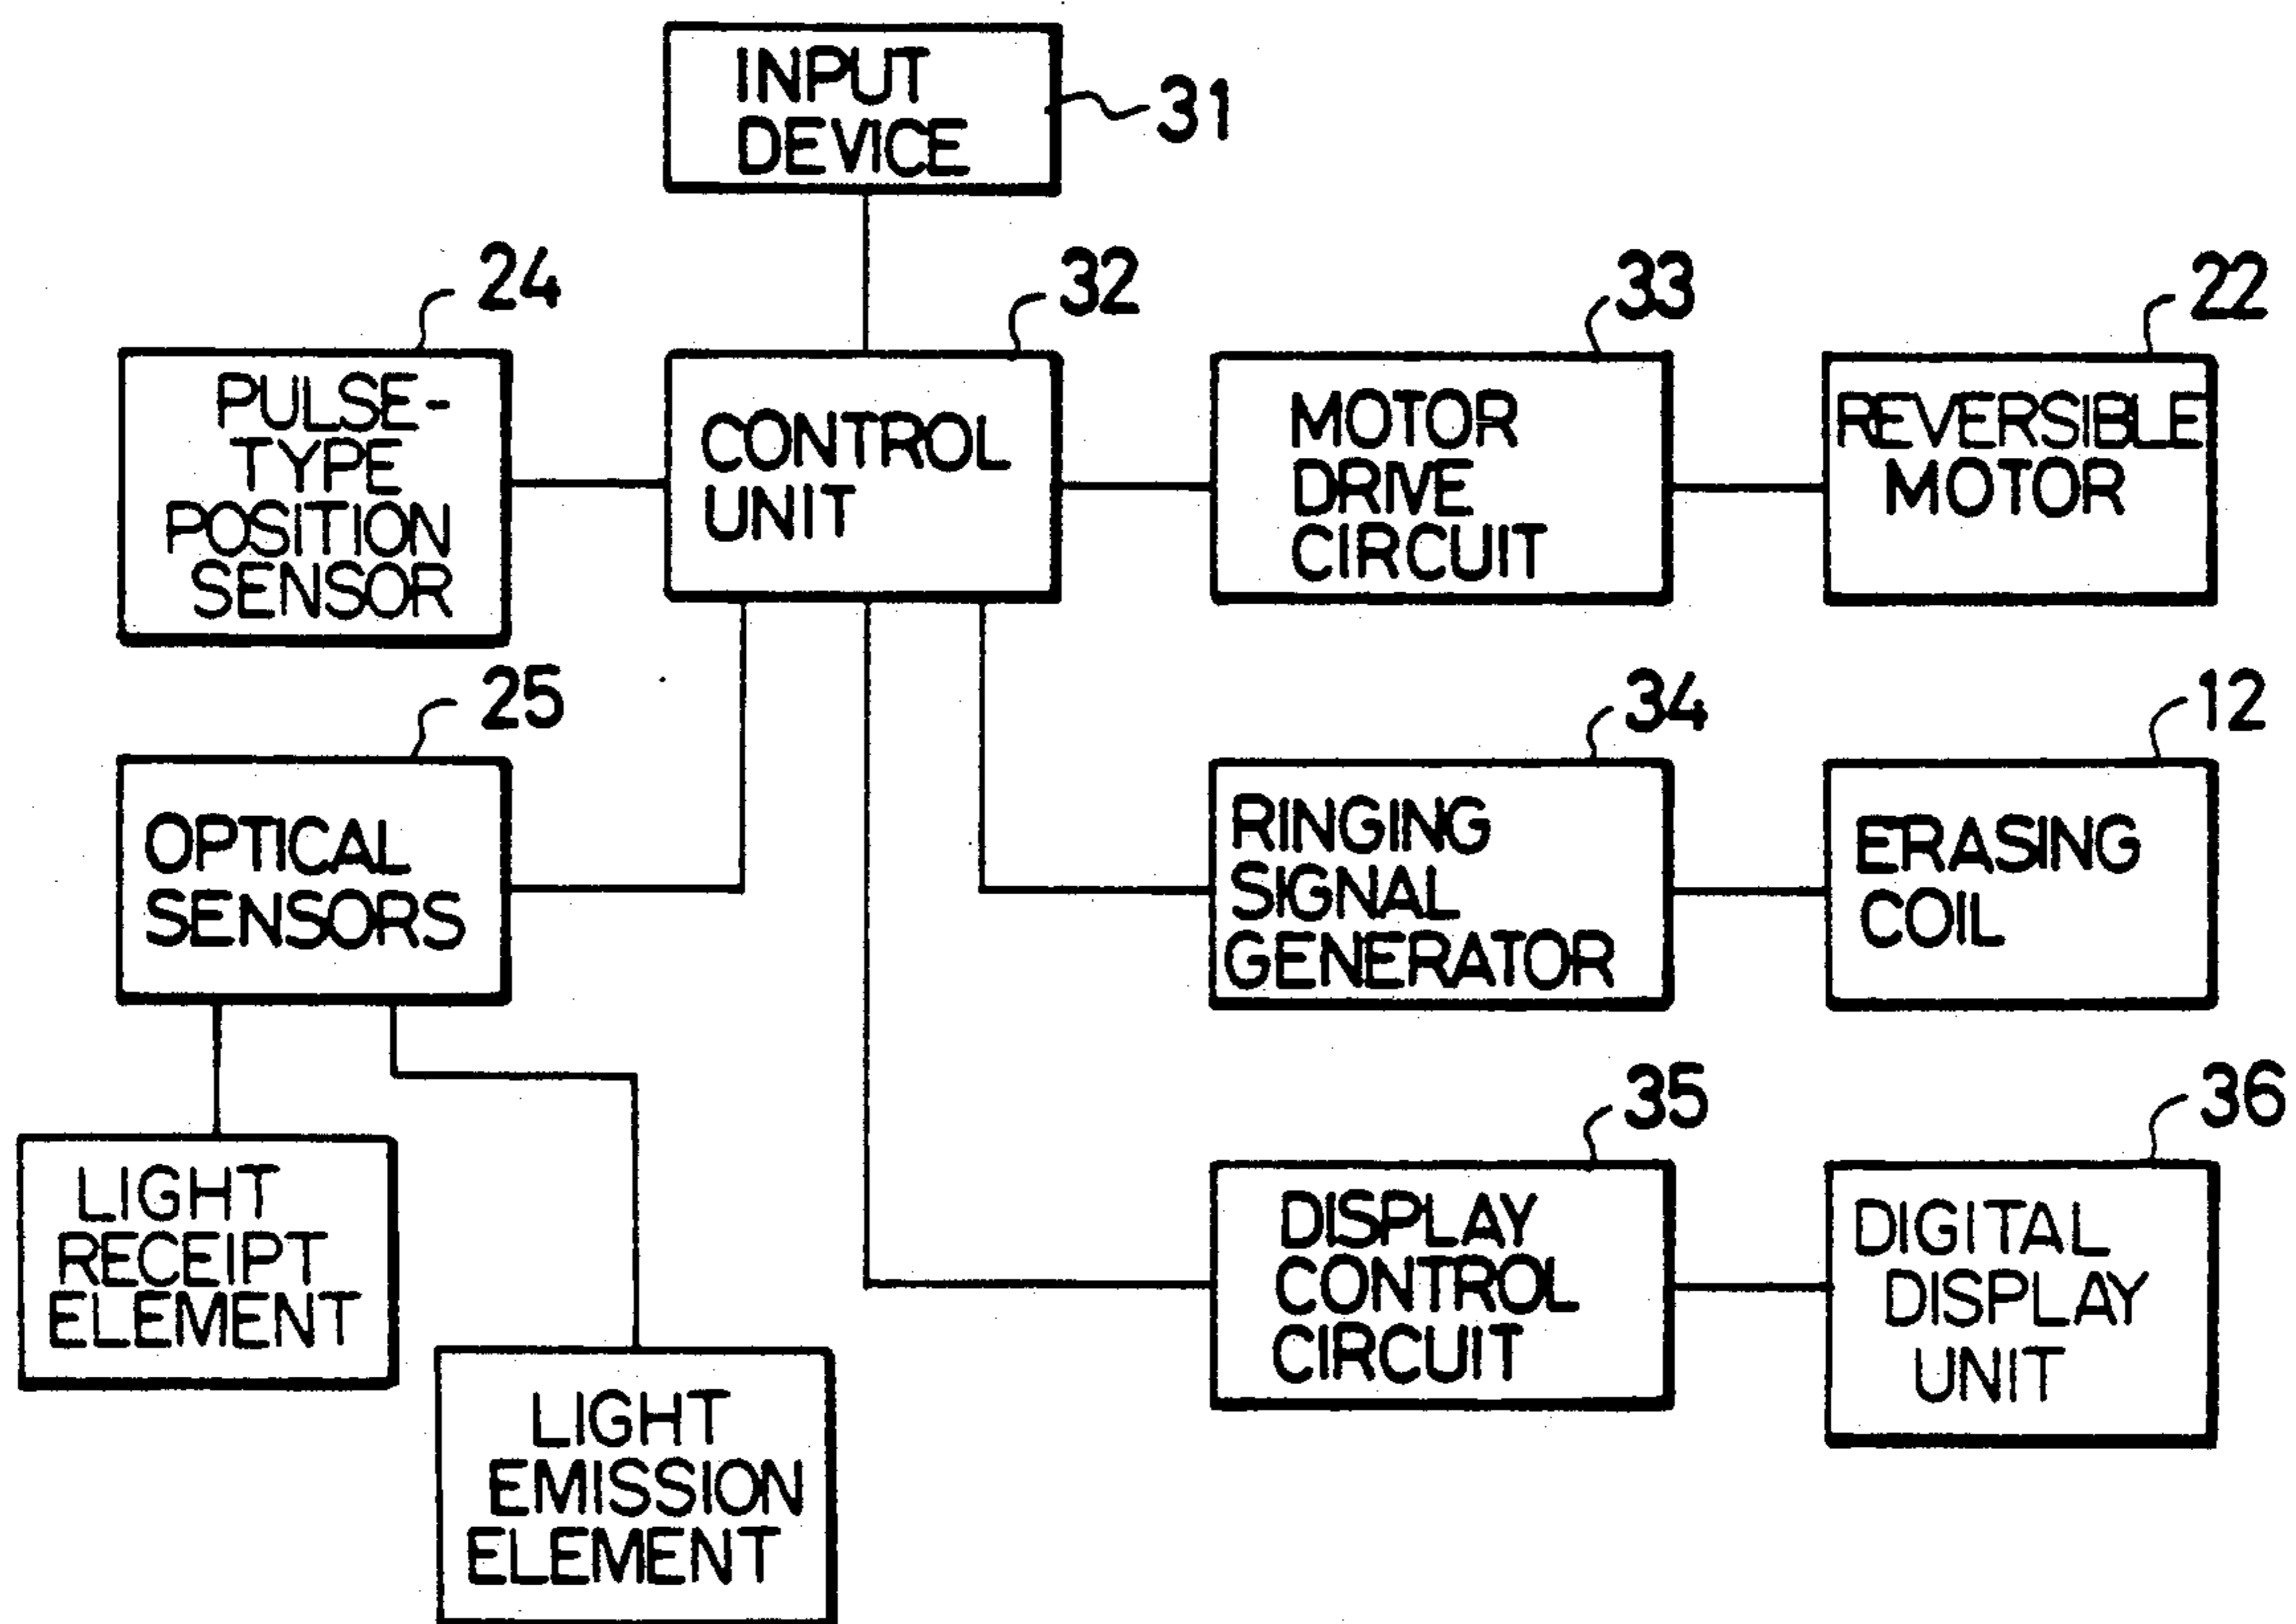 INPUT
DEVICE
31
24
32
33
22
PULSE-
TYPE
POSITION
SENSOR
CONTROL
UNIT
MOTOR
DRIVE
CIRCUIT
REVERSIBLE
MOTOR
25
34
12
OPTICAL
SENSORS
RINGING
SIGNAL
GENERATOR
ERASING
COIL
35
36
LIGHT
RECEIPT
ELEMENT
DISPLAY
CONTROL
CIRCUIT
DIGITAL
DISPLAY
UNIT
LIGHT
EMISSION
ELEMENT